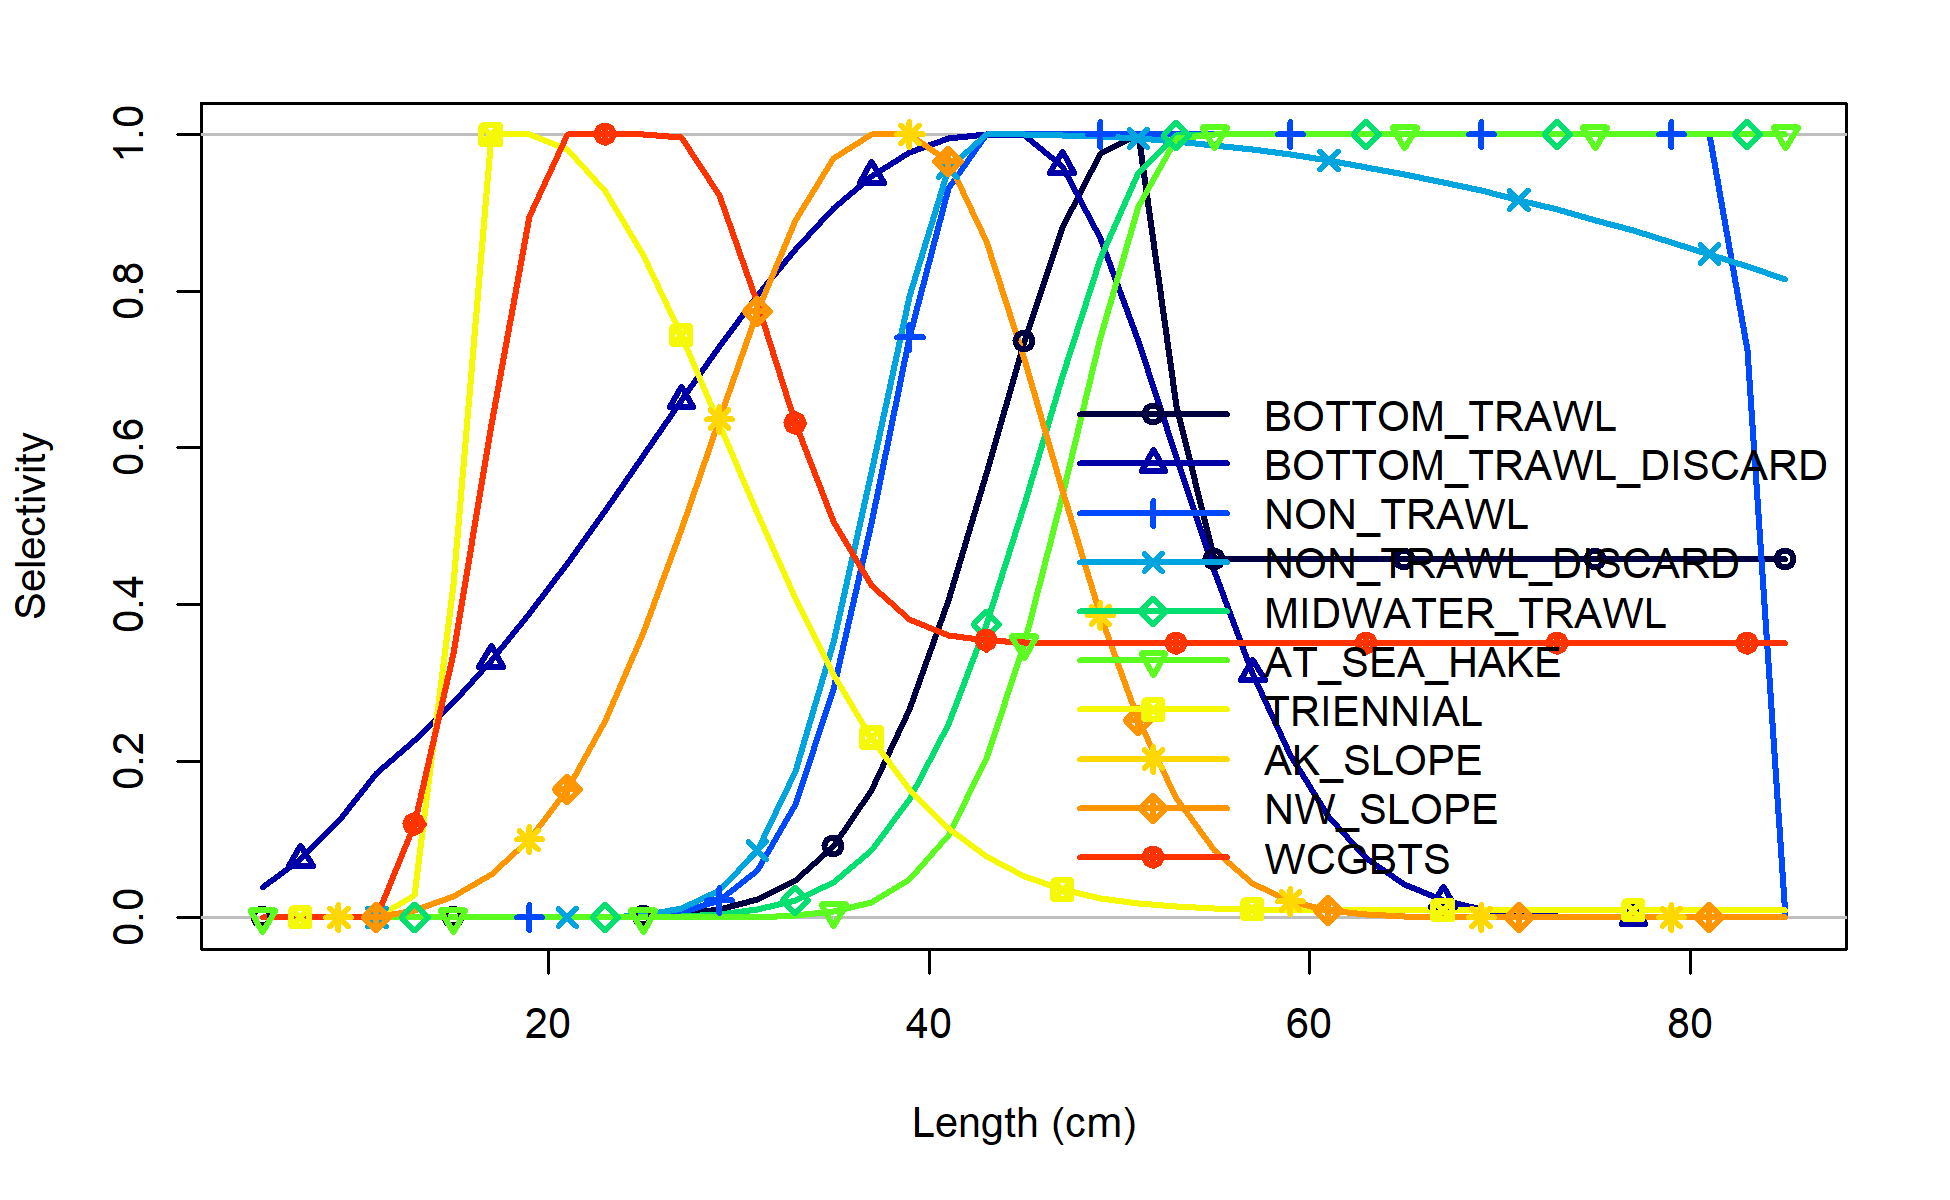 Selectivity
1.0
0.8
0.6
0.4
0.2
0.0
BOTTOM_TRAWL
BOTTOM_TRAWL_DISCARD
NON_TRAWL
NON_TRAWL_DISCARD
MIDWATER_TRAWL
AT_SEA_HAKE
TRIENNIAL
AK_SLOPE
NW_SLOPE
WCGBTS
20 40 60 80
Length (cm)